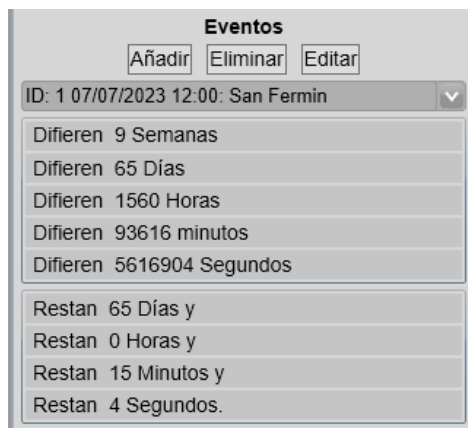 Eventos
Añadir Eliminar Editar
ID: 1 07/07/2023 12:00: San Fermin
Difieren 9 Semanas
Difieren 65 Días
Difieren 1560 Horas
Difieren 93616 minutos
Difieren 5616904 Segundos
Restan 65 Días y
Restan 0 Horas y
Restan 15 Minutos y
Restan 4 Segundos.